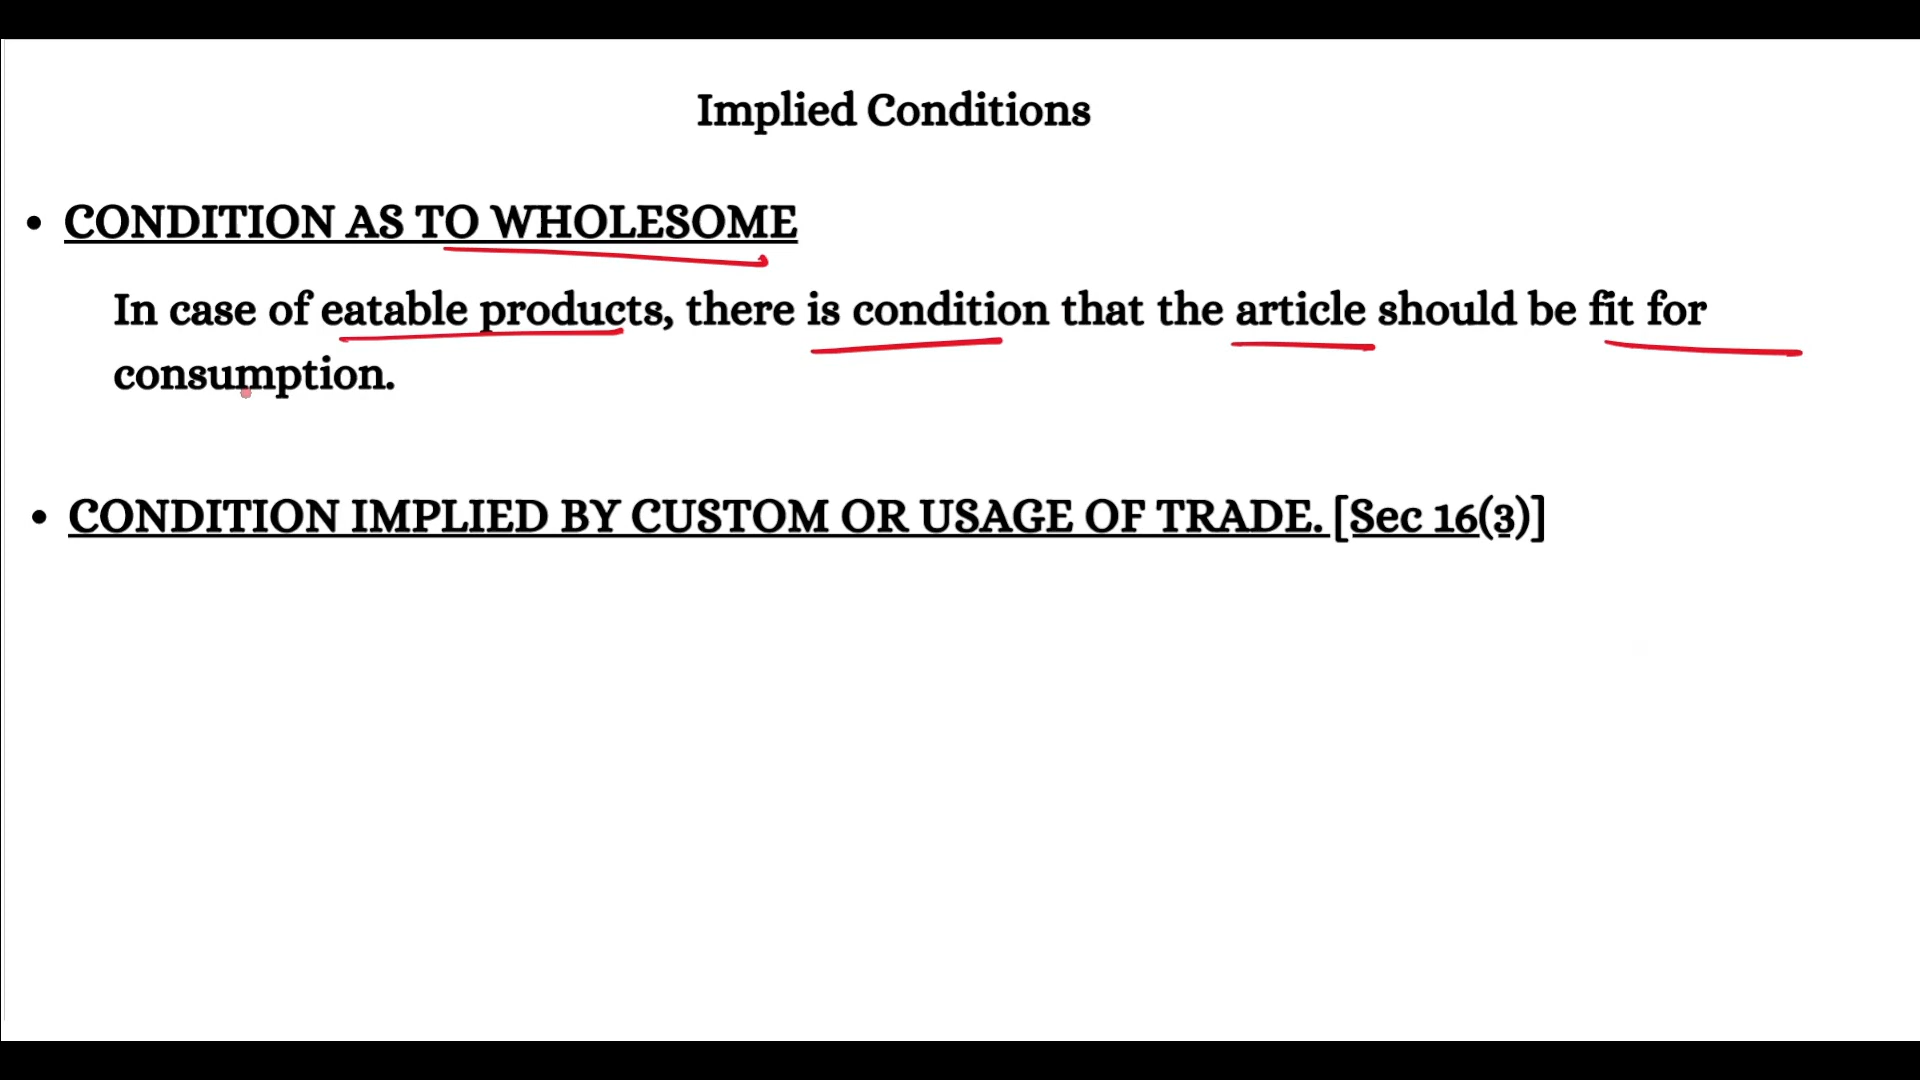 Implied Conditions
• CONDITION AS TO WHOLESOME
In case of eatable products, there is condition that the article should be fit for
consumption.
• CONDITION IMPLIED BY CUSTOM OR USAGE OF TRADE. [Sec 16(3)]